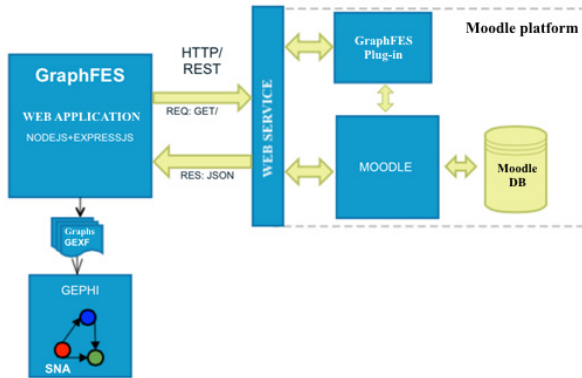 GraphFES
WEB APPLICATION
NODEJS+EXPRESSJS
HTTP/
REST
REQ: GET/
RES: JSON
WEB SERVICE
GraphFES
Plug-in
Moodle platform
MOODLE
Moodle
DB
Graphs
GEXF
GEPHI
SNA